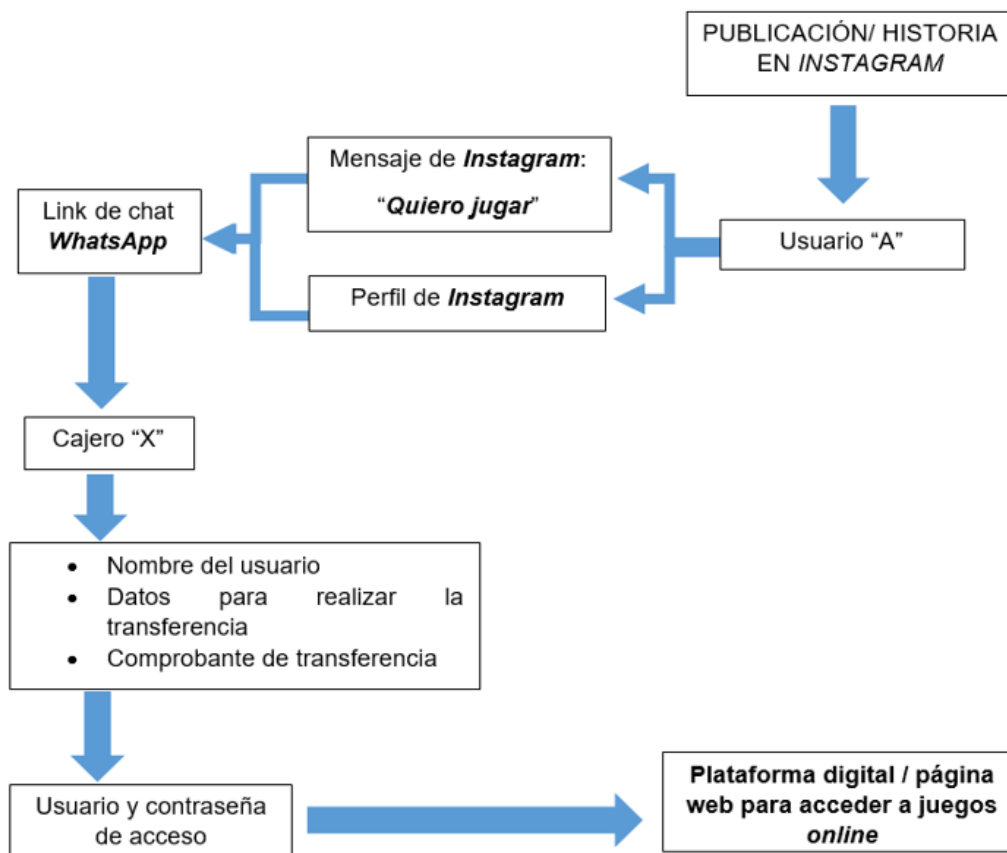 PUBLICACIÓN/ HISTORIA
EN INSTAGRAM
Usuario “A”
Mensaje de Instagram:
“Quiero jugar”
Perfil de Instagram
Link de chat
WhatsApp
Cajero “X”
• Nombre del usuario
• Datos para realizar la
transferencia
• Comprobante de transferencia
Usuario y contraseña
de acceso
Plataforma digital / página
web para acceder a juegos
online